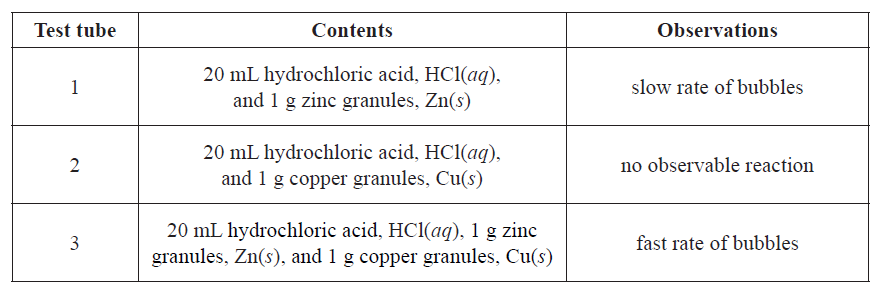 Test tube Contents Observations
1
20 mL hydrochloric acid, HCl(aq),
and 1 g zinc granules, Zn(s)
slow rate of bubbles
2
20 mL hydrochloric acid, HCl(aq),
and 1 g copper granules, Cu(s)
no observable reaction
3
20 mL hydrochloric acid, HCl(aq), 1 g zinc
granules, Zn(s), and 1 g copper granules, Cu(s)
fast rate of bubbles